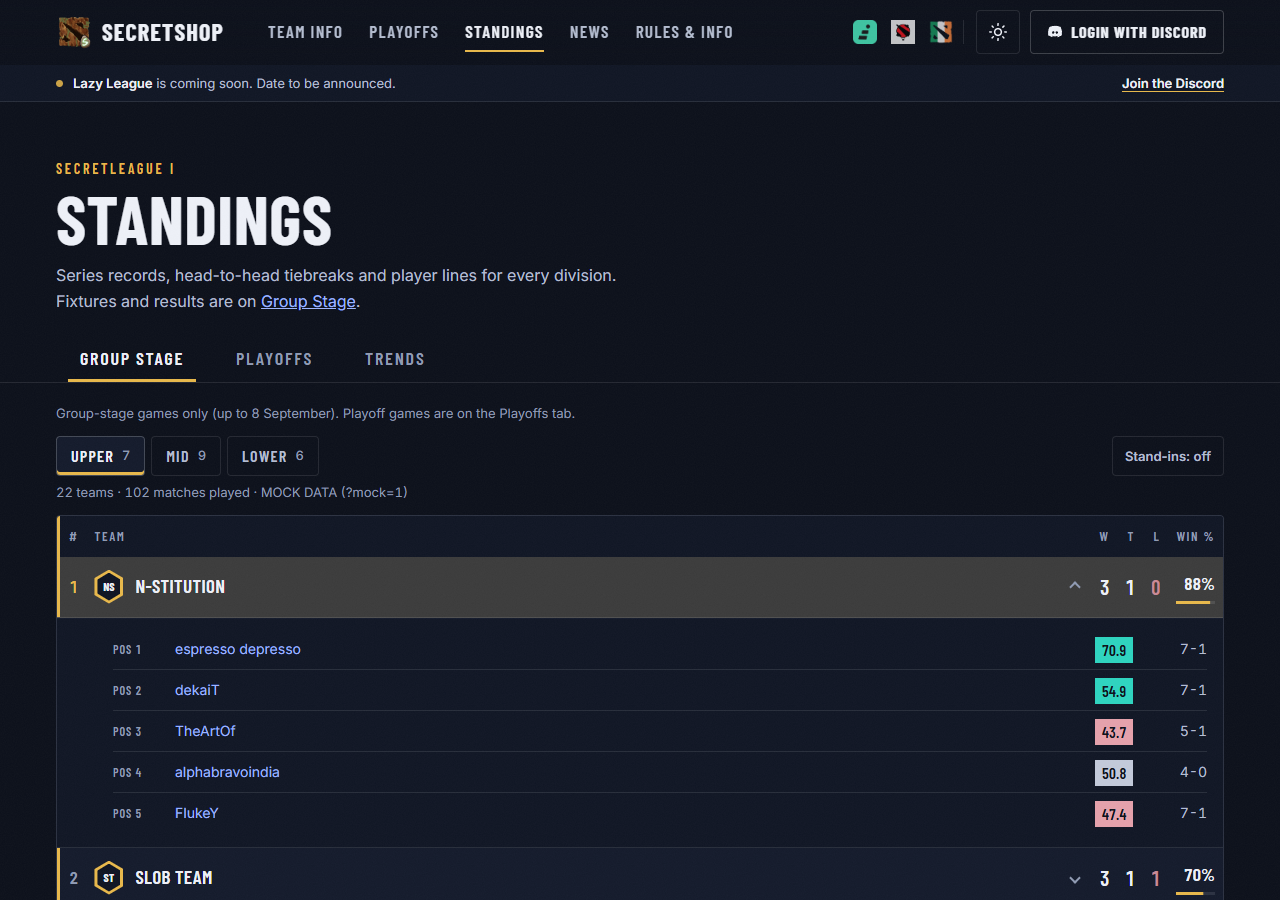 SECRETSHOP TEAM INFO PLAYOFFS STANDINGS NEWS RULES & INFO LOGIN WITH DISCORD
Lazy League is coming soon. Date to be announced. Join the Discord
SECRETLEAGUE I
STANDINGS
Series records, head-to-head tiebreaks and player lines for every division.
Fixtures and results are on Group Stage.
GROUP STAGE PLAYOFFS TRENDS
Group-stage games only (up to 8 September). Playoff games are on the Playoffs tab.
UPPER 7 MID 9 LOWER 6 Stand-ins: off
22 teams · 102 matches played · MOCK DATA (?mock=1)
# TEAM W T L WIN %
1 NS N-STITUTION 3 1 0 88%
POS 1 espresso depresso 70.9 7-1
POS 2 dekaiT 54.9 7-1
POS 3 TheArtOf 43.7 5-1
POS 4 alphabravoindia 50.8 4-0
POS 5 FlukeY 47.4 7-1
2 ST SLOB TEAM 3 1 1 70%